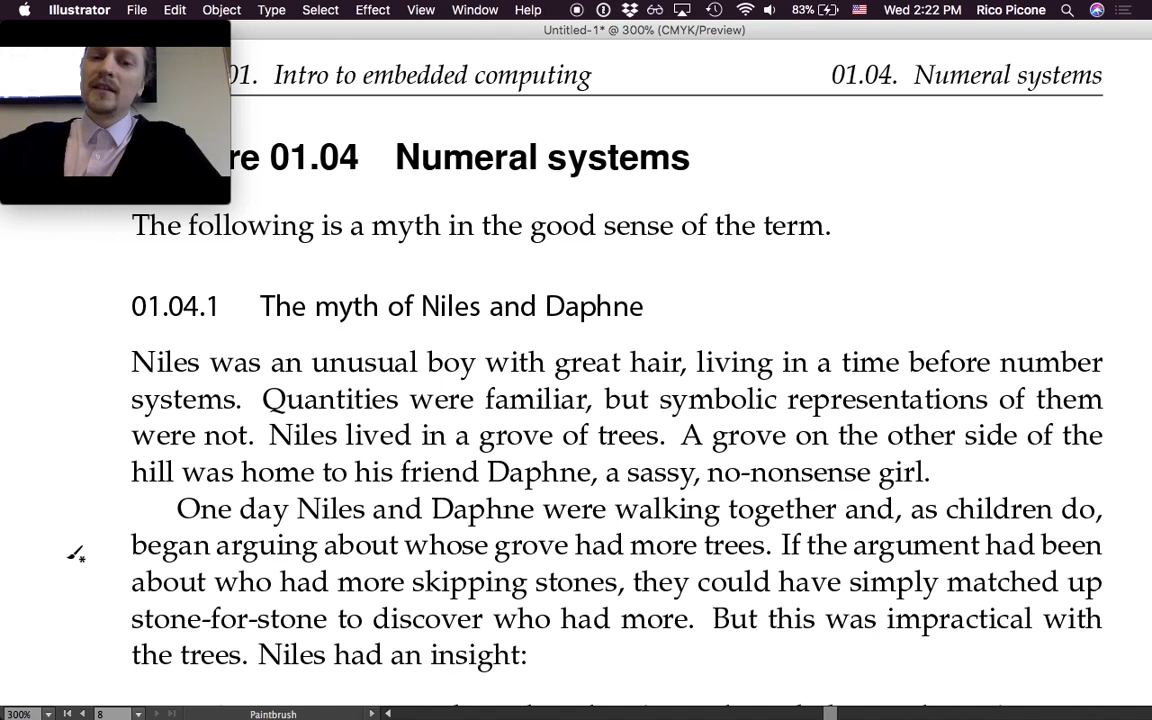 Illustrator File Edit Object Type Select Effect View Window Help 83% Wed 2:22 PM Rico Picone
Untitled-1* @ 300% (CMYK/Preview)
01. Intro to embedded computing 01.04. Numeral systems
re 01.04 Numeral systems
The following is a myth in the good sense of the term.
01.04.1 The myth of Niles and Daphne
Niles was an unusual boy with great hair, living in a time before number
systems. Quantities were familiar, but symbolic representations of them
were not. Niles lived in a grove of trees. A grove on the other side of the
hill was home to his friend Daphne, a sassy, no-nonsense girl.
One day Niles and Daphne were walking together and, as children do,
began arguing about whose grove had more trees. If the argument had been
about who had more skipping stones, they could have simply matched up
stone-for-stone to discover who had more. But this was impractical with
the trees. Niles had an insight:
300% 8 Paintbrush